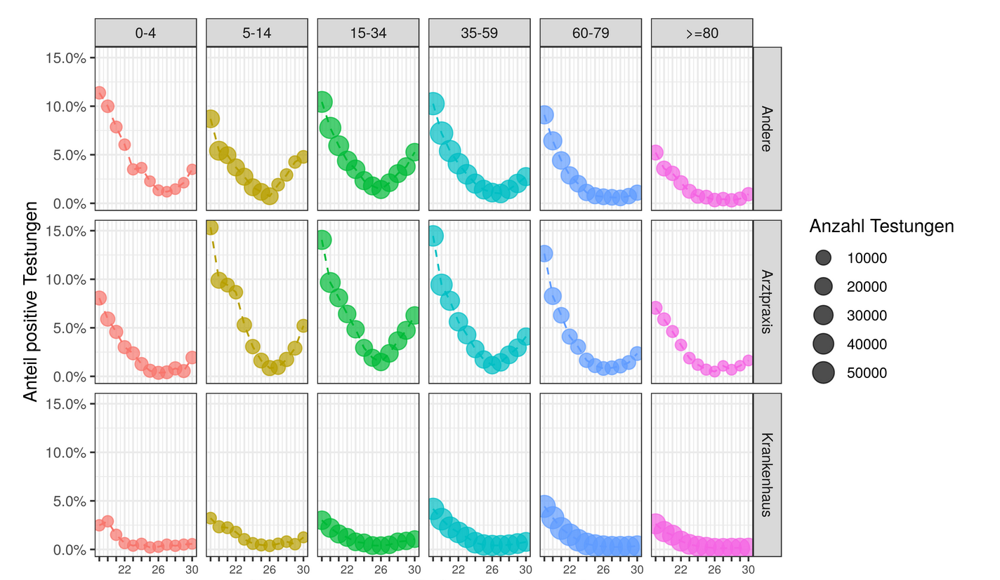 0-4 5-14 15-34 35-59 60-79 >=80
15.0%
10.0%
5.0%
0.0%
Andere
15.0%
10.0%
5.0%
0.0%
Arztpraxis
15.0%
10.0%
5.0%
0.0%
Krankenhaus
22 26 30 22 26 30 22 26 30 22 26 30 22 26 30 22 26 30
Anteil positive Testungen
Anzahl Testungen
10000
20000
30000
40000
50000